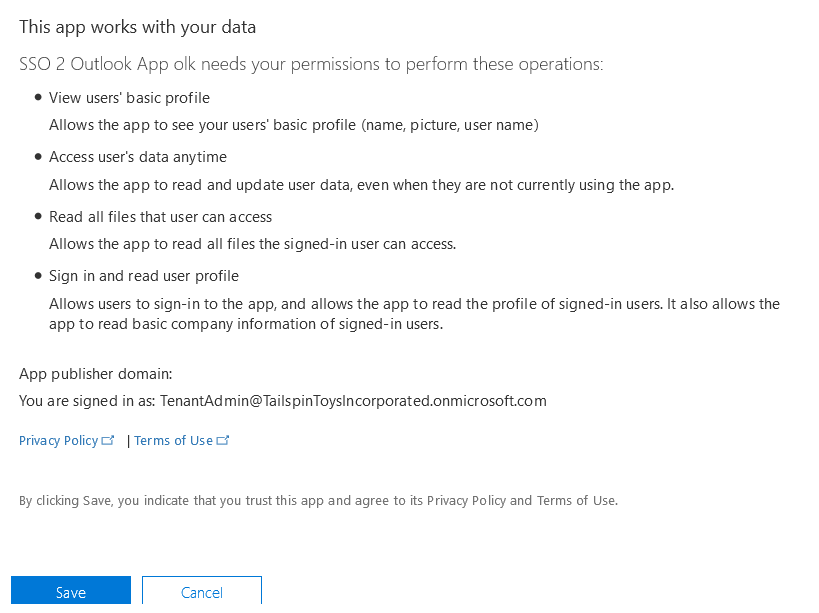 This app works with your data
SSO 2 Outlook App olk needs your permissions to perform these operations:
● View users' basic profile
Allows the app to see your users' basic profile (name, picture, user name)
● Access user's data anytime
Allows the app to read and update user data, even when they are not currently using the app.
● Read all files that user can access
Allows the app to read all files the signed-in user can access.
● Sign in and read user profile
Allows users to sign-in to the app, and allows the app to read the profile of signed-in users. It also allows the
app to read basic company information of signed-in users.
App publisher domain:
You are signed in as: TenantAdmin@TailspinToysIncorporated.onmicrosoft.com
Privacy Policy | Terms of Use
By clicking Save, you indicate that you trust this app and agree to its Privacy Policy and Terms of Use.
Save Cancel